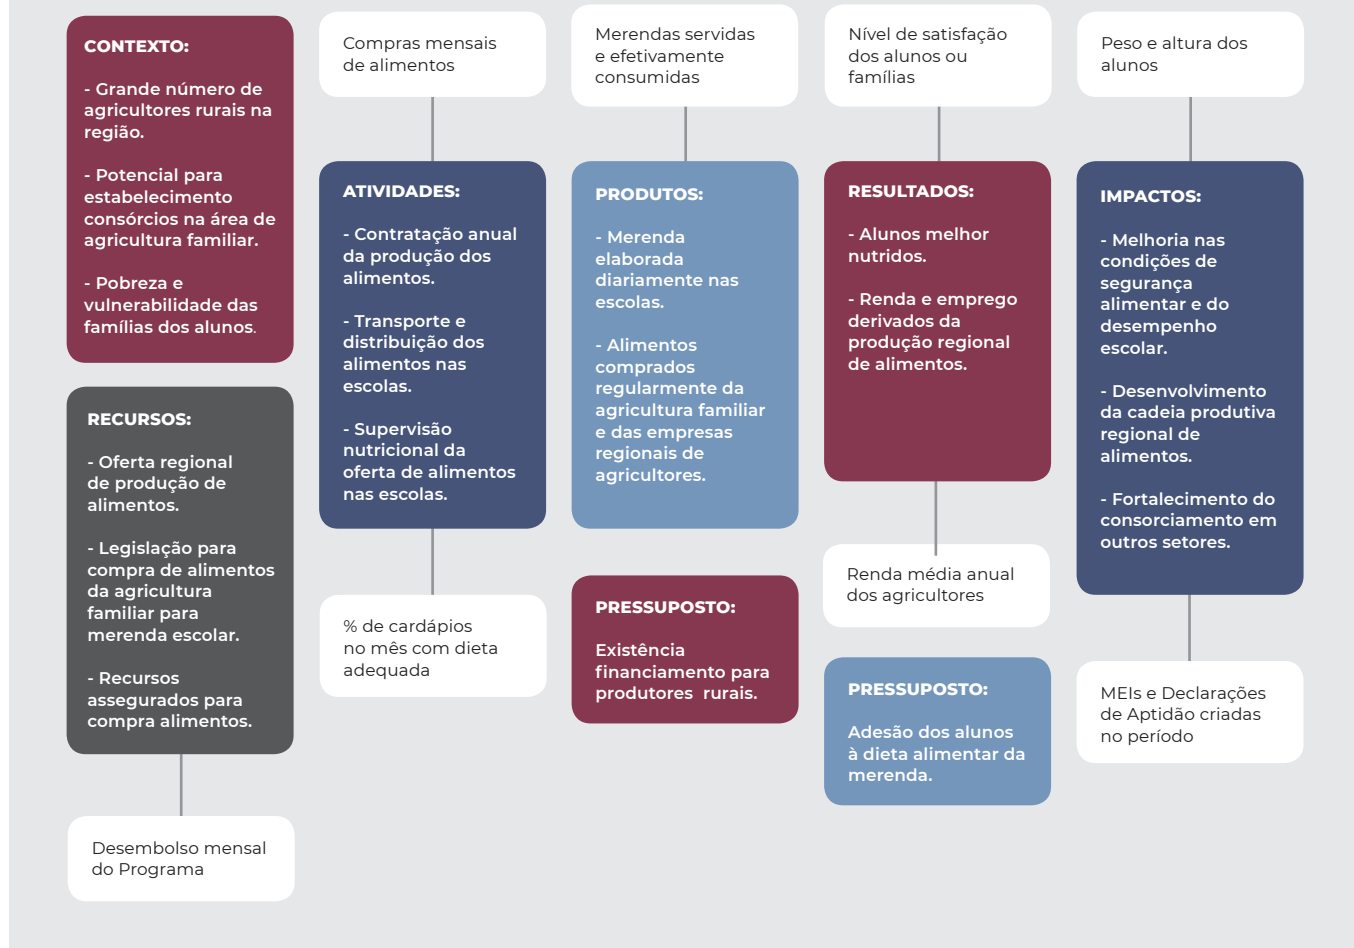 CONTEXTO:
- Grande número de
agricultores rurais na
região.
- Potencial para
estabelecimento
consórcios na área de
agricultura familiar.
- Pobreza e
vulnerabilidade das
famílias dos alunos.
RECURSOS:
- Oferta regional
de produção de
alimentos.
- Legislação para
compra de alimentos
da agricultura
familiar para
merenda escolar.
- Recursos
assegurados para
compra alimentos.
Desembolso mensal
do Programa
Compras mensais
de alimentos
ATIVIDADES:
- Contratação anual
da produção dos
alimentos.
- Transporte e
distribuição dos
alimentos nas
escolas.
- Supervisão
nutricional da
oferta de alimentos
nas escolas.
% de cardápios
no mês com dieta
adequada
Merendas servidas
e efetivamente
consumidas
PRODUTOS:
- Merenda
elaborada
diariamente nas
escolas.
- Alimentos
comprados
regularmente da
agricultura familiar
e das empresas
regionais de
agricultores.
PRESSUPOSTO:
Existência
financiamento para
produtores rurais.
Nível de satisfação
dos alunos ou
famílias
RESULTADOS:
- Alunos melhor
nutridos.
- Renda e emprego
derivados da
produção regional
de alimentos.
Renda média anual
dos agricultores
PRESSUPOSTO:
Adesão dos alunos
à dieta alimentar da
merenda.
Peso e altura dos
alunos
IMPACTOS:
- Melhoria nas
condições de
segurança
alimentar e do
desempenho
escolar.
- Desenvolvimento
da cadeia produtiva
regional de
alimentos.
- Fortalecimento do
consorciamento em
outros setores.
MEIs e Declarações
de Aptidão criadas
no período